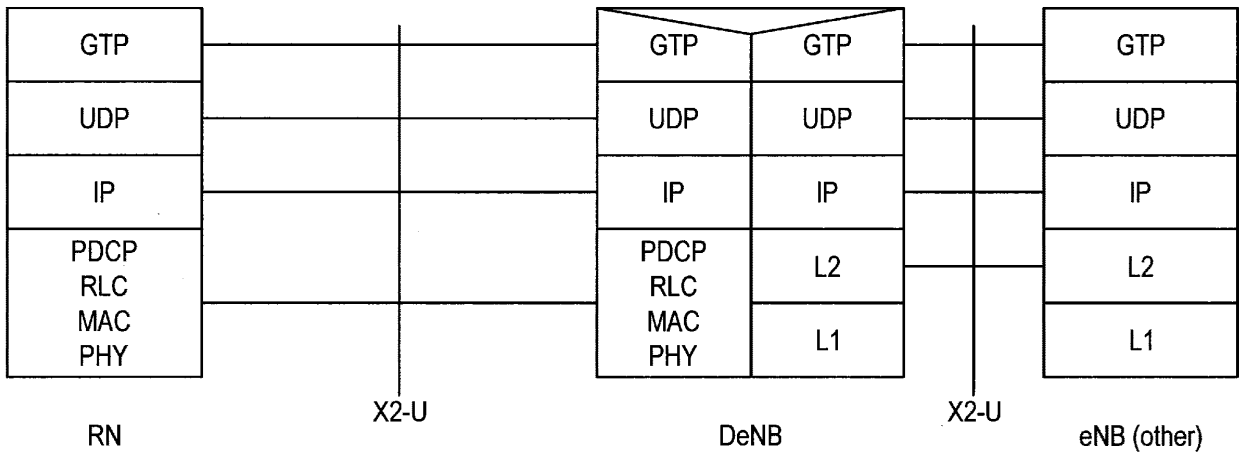 GTP
UDP
IP
PDCP
RLC
MAC
PHY
RN
X2-U
GTP
GTP
UDP
UDP
IP
IP
PDCP
RLC
MAC
PHY
L2
L1
DeNB
X2-U
GTP
UDP
IP
L2
L1
eNB (other)